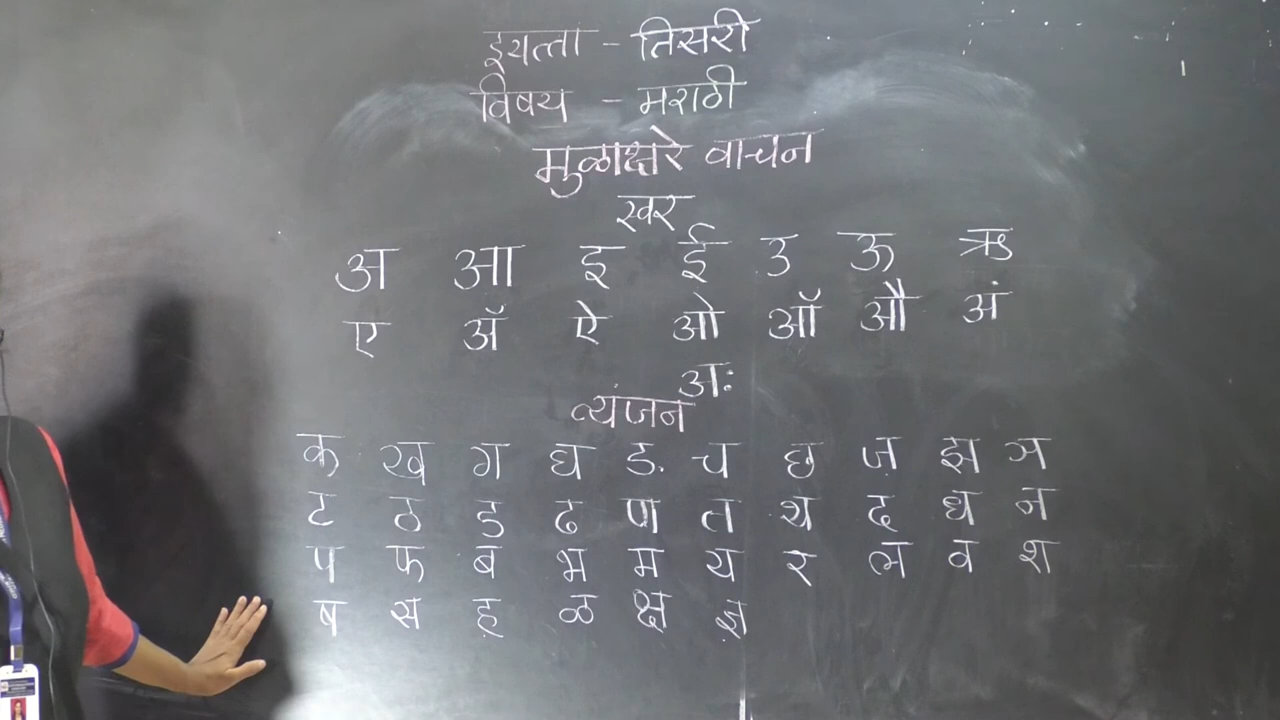 इयत्ता - तिसरी
विषय - मराठी
मुळाक्षरे वाचन
स्वर
अ आ इ ई उ ऊ ऋ
ए ॲ ऐ ओ ऑ औ अं
अः
व्यंजन
क ख ग घ ङ च छ ज़ झ ञ
ट ठ ड ढ ण त थ द ध न
प फ ब भ म य र ल व श
ष स ह ळ क्ष ज्ञ